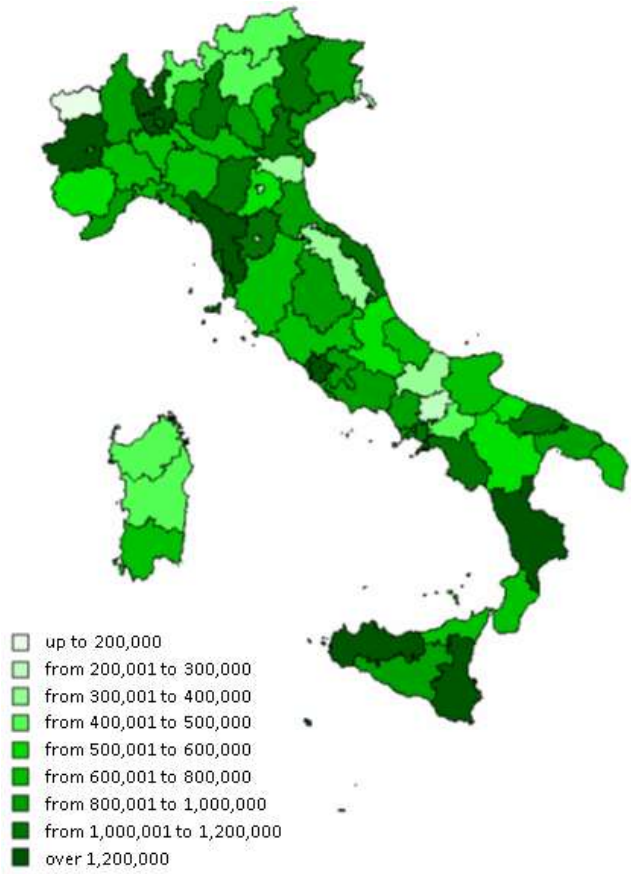 up to 200,000
from 200,001 to 300,000
from 300,001 to 400,000
from 400,001 to 500,000
from 500,001 to 600,000
from 600,001 to 800,000
from 800,001 to 1,000,000
from 1,000,001 to 1,200,000
over 1,200,000